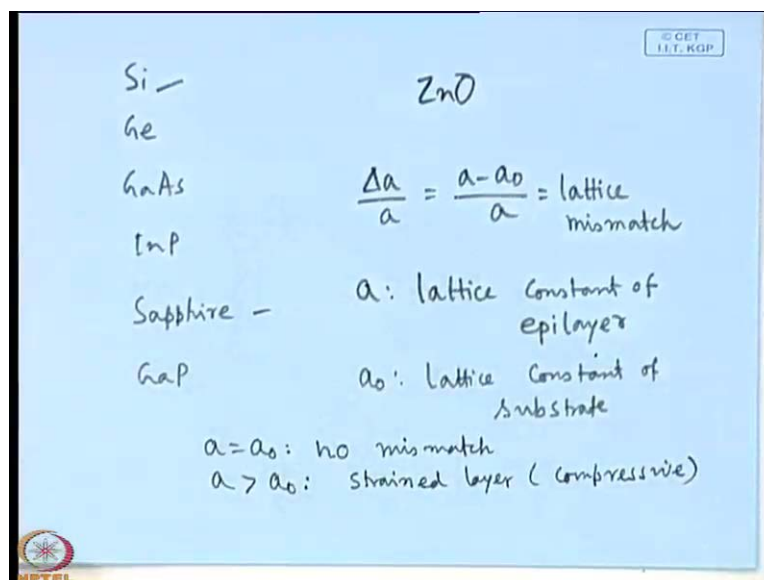 © CET
I.I.T. KGP
Si –
ZnO
Ge
GaAs
Δa/a = (a - a₀)/a = lattice mismatch
InP
a: lattice constant of
epilayer
Sapphire –
GaP
a₀: Lattice constant of
substrate
a = a₀: no mismatch
a > a₀: strained layer (compressive)
NPTEL